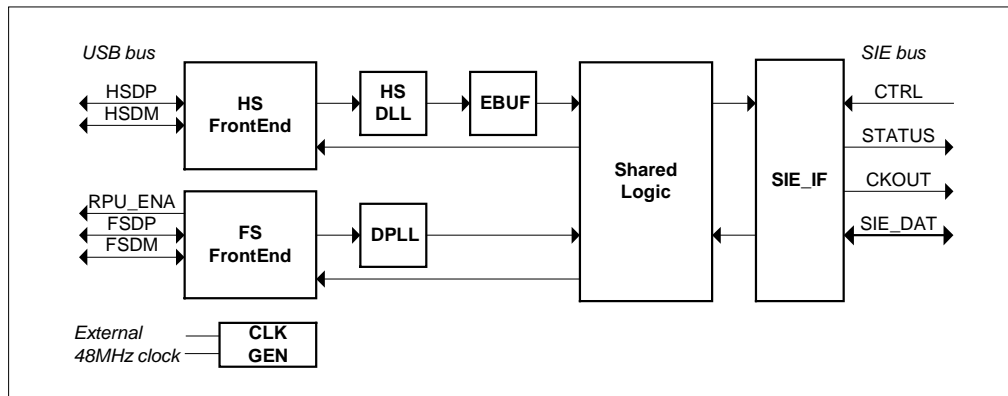 USB bus
SIE bus
HSDP
HSDM
HS
FrontEnd
HS
DLL
EBUF
Shared
Logic
SIE_IF
CTRL
STATUS
CKOUT
SIE_DAT
RPU_ENA
FSDP
FSDM
FS
FrontEnd
DPLL
External
48MHz clock
CLK
GEN